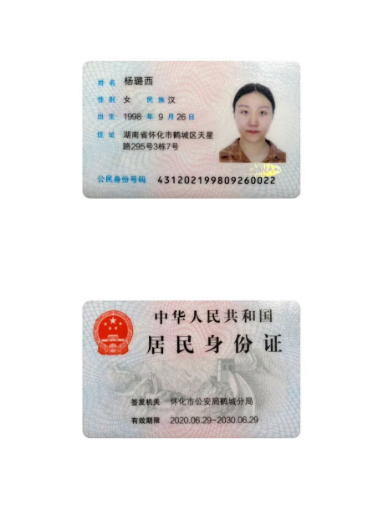 姓名 杨璐西
性别 女 民族 汉
出生 1998 年 9 月 26 日
住址 湖南省怀化市鹤城区天星
路295号3栋7号
公民身份号码 431202199809260022
中华人民共和国
居民身份证
签发机关 怀化市公安局鹤城分局
有效期限 2020.06.29-2030.06.29